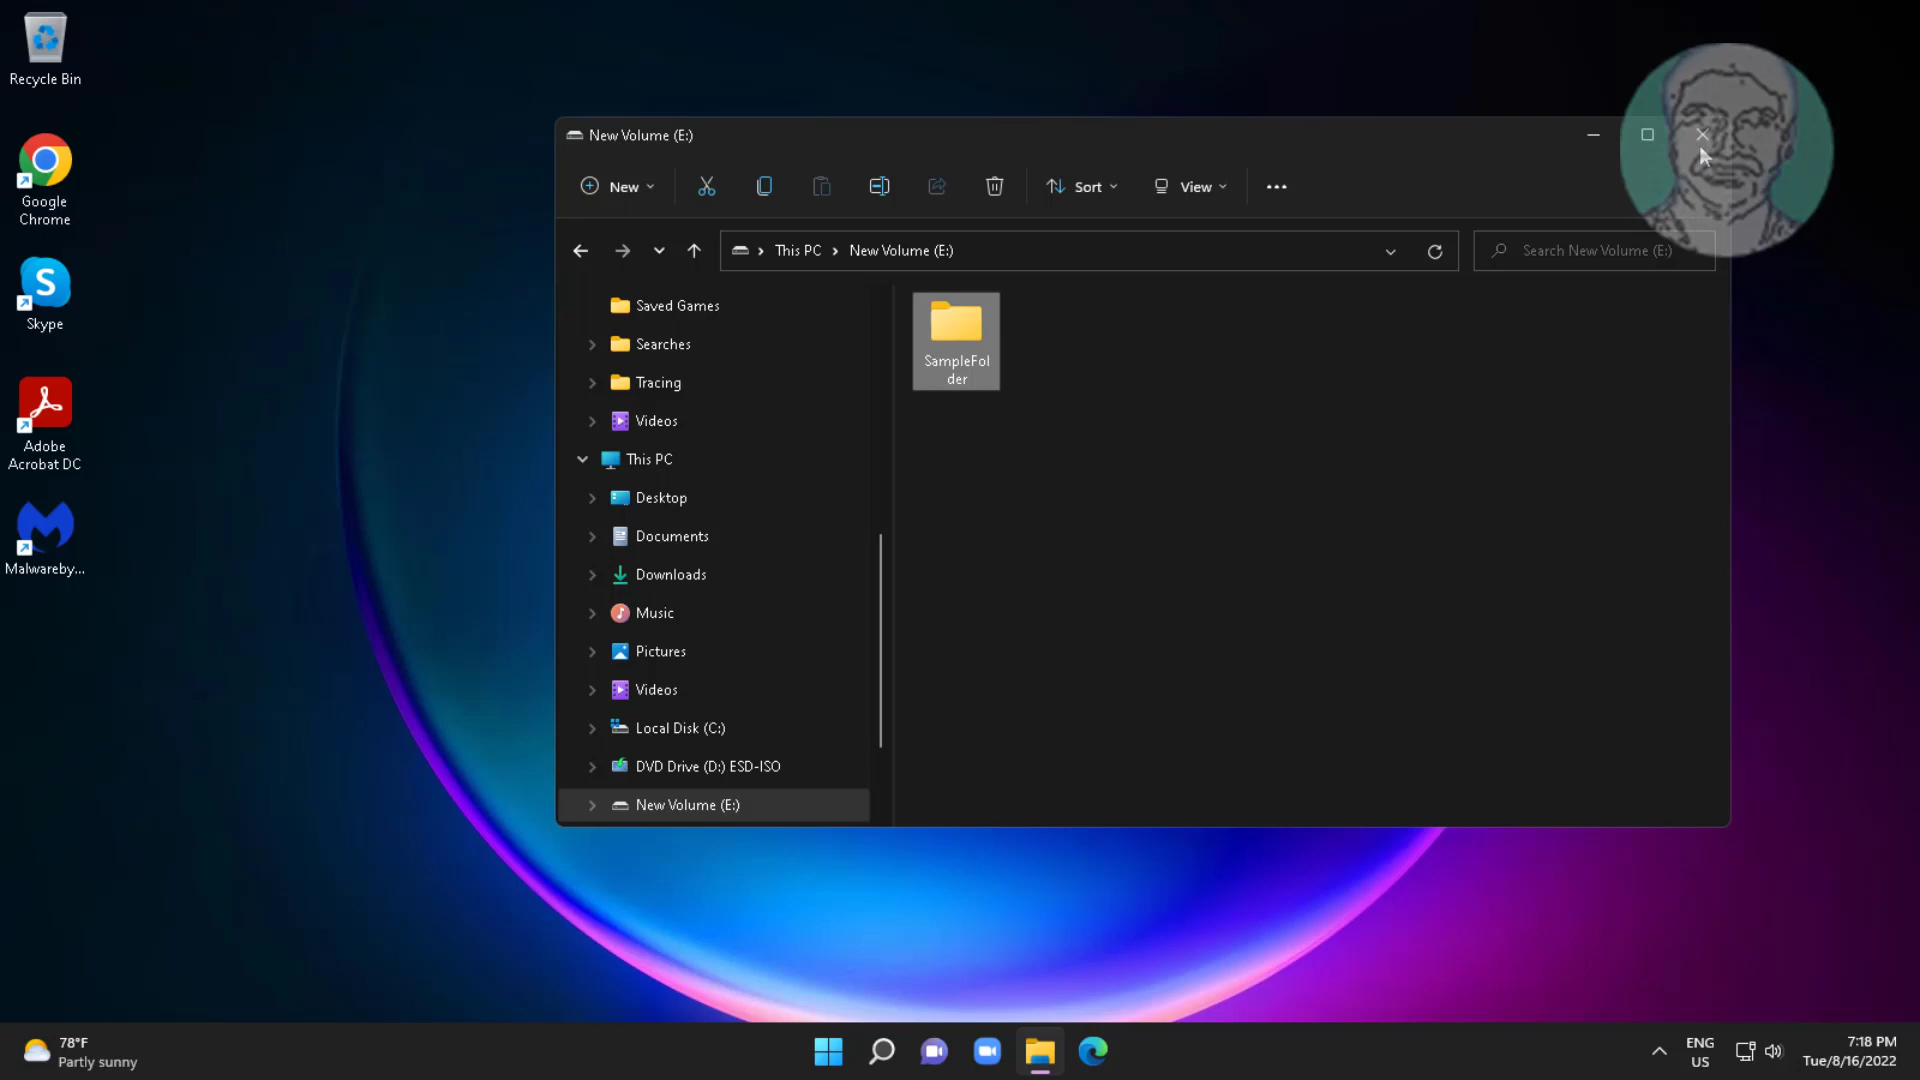 Recycle Bin
Google
Chrome
Skype
Adobe
Acrobat DC
Malwareby...
New Volume (E:)
New
Sort
View
This PC
New Volume (E:)
Search New Volume (E:)
Saved Games
Searches
Tracing
Videos
This PC
Desktop
Documents
Downloads
Music
Pictures
Videos
Local Disk (C:)
DVD Drive (D:) ESD-ISO
New Volume (E:)
SampleFol
der
78°F
Partly sunny
ENG
US
7:18 PM
Tue/8/16/2022